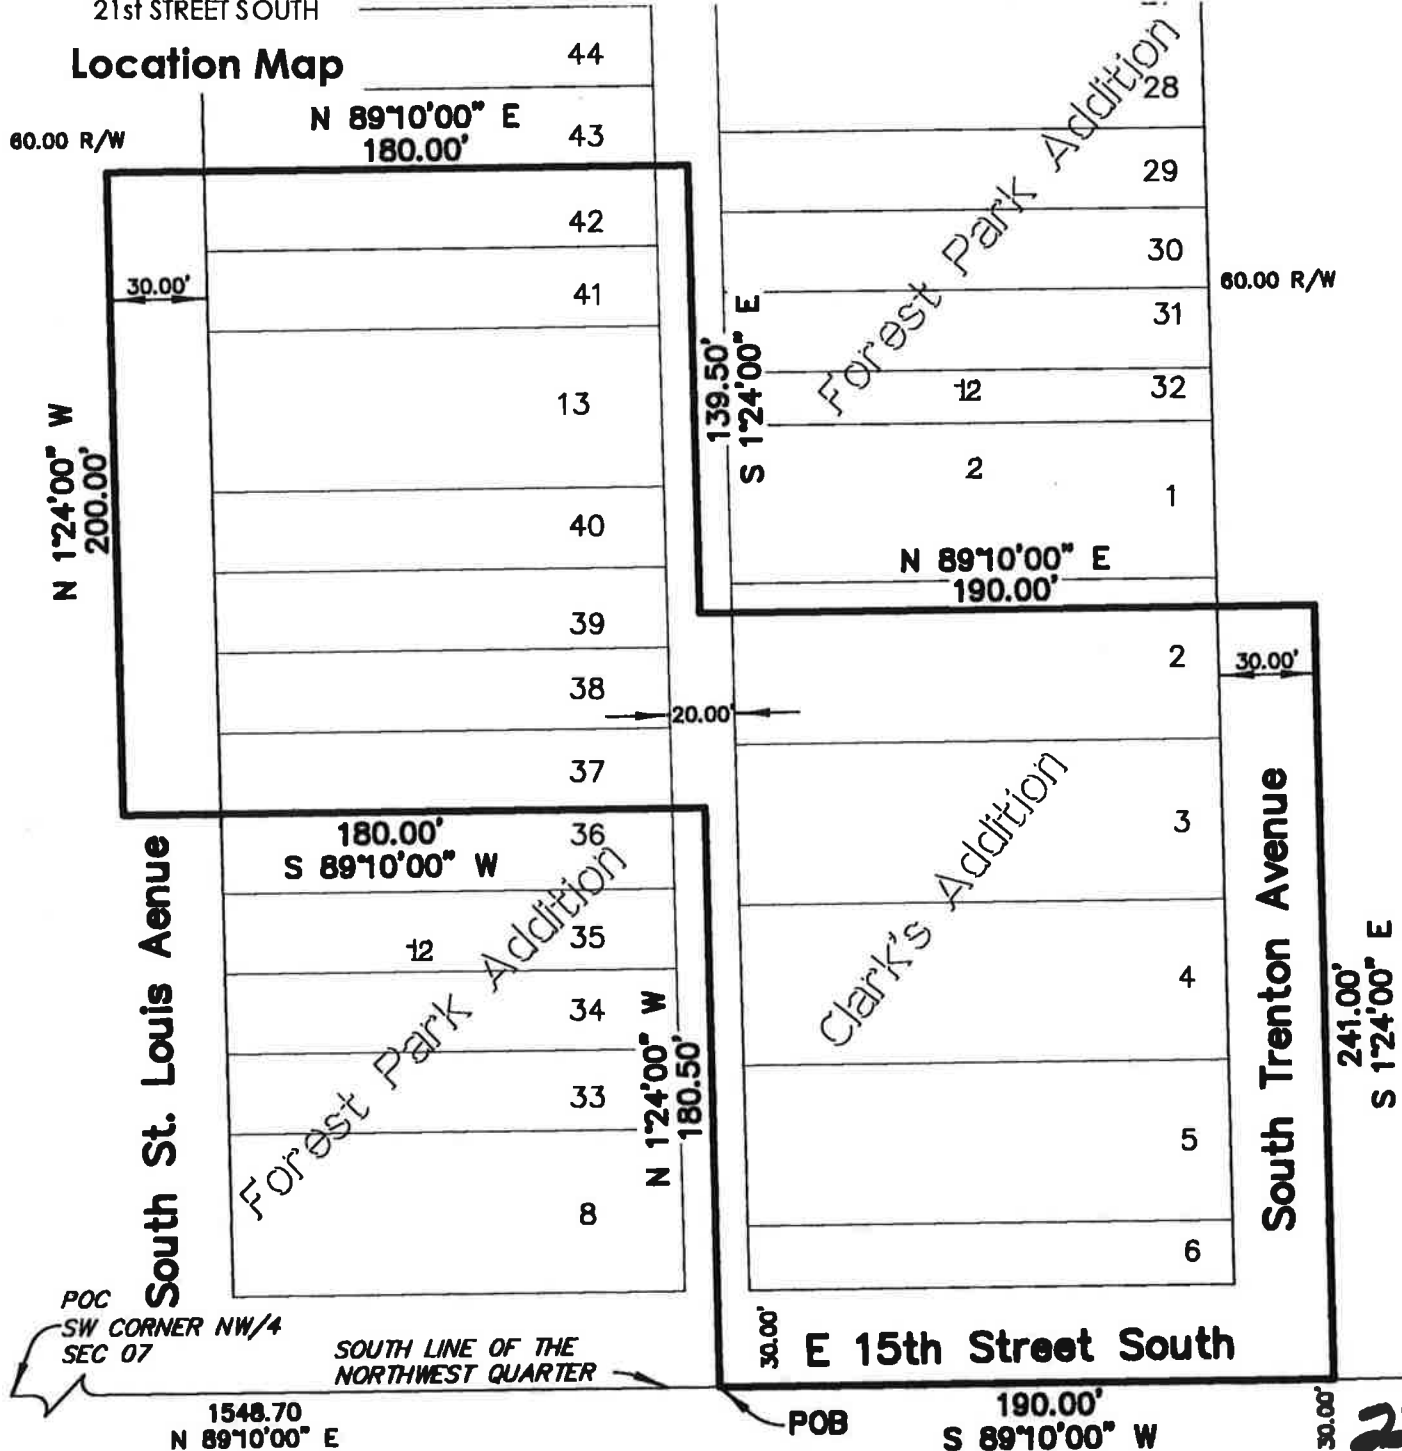 21st STREET SOUTH
Location Map
60.00 R/W
N 89°10'00" E
180.00'
44
43
42
41
13
40
39
38
37
36
35
34
33
8
30.00'
N 1°24'00" W
200.00'
139.50'
S 1°24'00" E
28
29
30
31
32
12
2
1
Forest Park Addition
60.00 R/W
N 89°10'00" E
190.00'
2
3
4
5
6
30.00'
20.00'
Clark's Addition
180.00'
S 89°10'00" W
12
Forest Park Addition
N 1°24'00" W
180.50'
South St. Louis Aenue
South Trenton Avenue
241.00'
S 1°24'00" E
POC
SW CORNER NW/4
SEC 07
SOUTH LINE OF THE
NORTHWEST QUARTER
30.00'
E 15th Street South
1548.70
N 89°10'00" E
POB
190.00'
S 89°10'00" W
30.00'